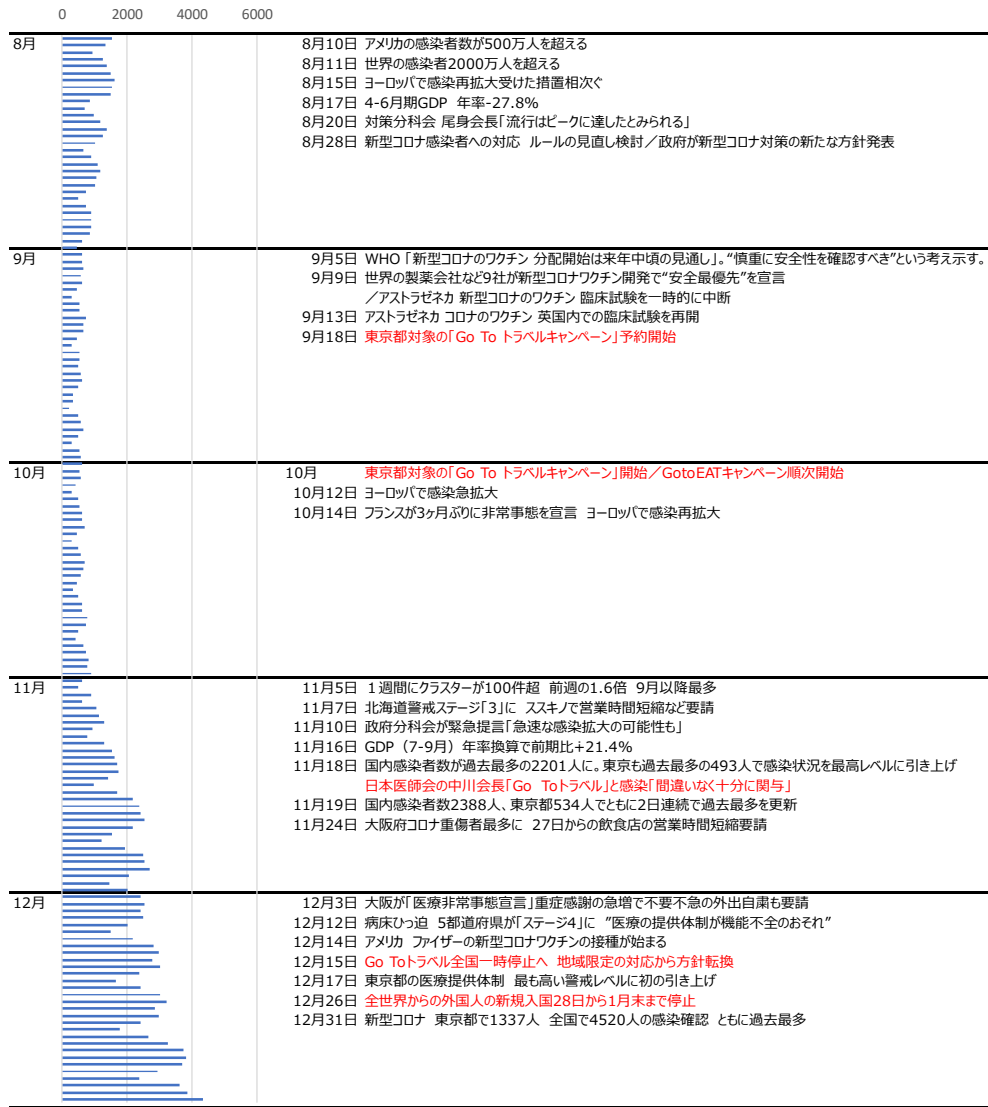 0 2000 4000 6000
8月
8月10日 アメリカの感染者数が500万人を超える
8月11日 世界の感染者2000万人を超える
8月15日 ヨーロッパで感染再拡大受けた措置相次ぐ
8月17日 4-6月期GDP 年率-27.8%
8月20日 対策分科会 尾身会長「流行はピークに達したとみられる」
8月28日 新型コロナ感染者への対応 ルールの見直し検討／政府が新型コロナ対策の新たな方針発表
9月
9月5日 WHO「新型コロナのワクチン 分配開始は来年中頃の見通し」。“慎重に安全性を確認すべき”という考え示す。
9月9日 世界の製薬会社など9社が新型コロナワクチン開発で“安全最優先”を宣言
／アストラゼネカ 新型コロナのワクチン 臨床試験を一時的に中断
9月13日 アストラゼネカ コロナのワクチン 英国内での臨床試験を再開
9月18日 東京都対象の「Go To トラベルキャンペーン」予約開始
10月
10月 東京都対象の「Go To トラベルキャンペーン」開始／GotoEATキャンペーン順次開始
10月12日 ヨーロッパで感染急拡大
10月14日 フランスが3ヶ月ぶりに非常事態を宣言 ヨーロッパで感染再拡大
11月
11月5日 １週間にクラスターが100件超 前週の1.6倍 9月以降最多
11月7日 北海道警戒ステージ「3」に ススキノで営業時間短縮など要請
11月10日 政府分科会が緊急提言「急速な感染拡大の可能性も」
11月16日 GDP（7-9月）年率換算で前期比+21.4%
11月18日 国内感染者数が過去最多の2201人に。東京も過去最多の493人で感染状況を最高レベルに引き上げ
日本医師会の中川会長「Go Toトラベル」と感染「間違いなく十分に関与」
11月19日 国内感染者数2388人、東京都534人でともに2日連続で過去最多を更新
11月24日 大阪府コロナ重傷者最多に 27日からの飲食店の営業時間短縮要請
12月
12月3日 大阪が「医療非常事態宣言」重症感謝の急増で不要不急の外出自粛も要請
12月12日 病床ひっ迫 5都道府県が「ステージ4」に ”医療の提供体制が機能不全のおそれ”
12月14日 アメリカ ファイザーの新型コロナワクチンの接種が始まる
12月15日 Go Toトラベル全国一時停止へ 地域限定の対応から方針転換
12月17日 東京都の医療提供体制 最も高い警戒レベルに初の引き上げ
12月26日 全世界からの外国人の新規入国28日から1月末まで停止
12月31日 新型コロナ 東京都で1337人 全国で4520人の感染確認 ともに過去最多